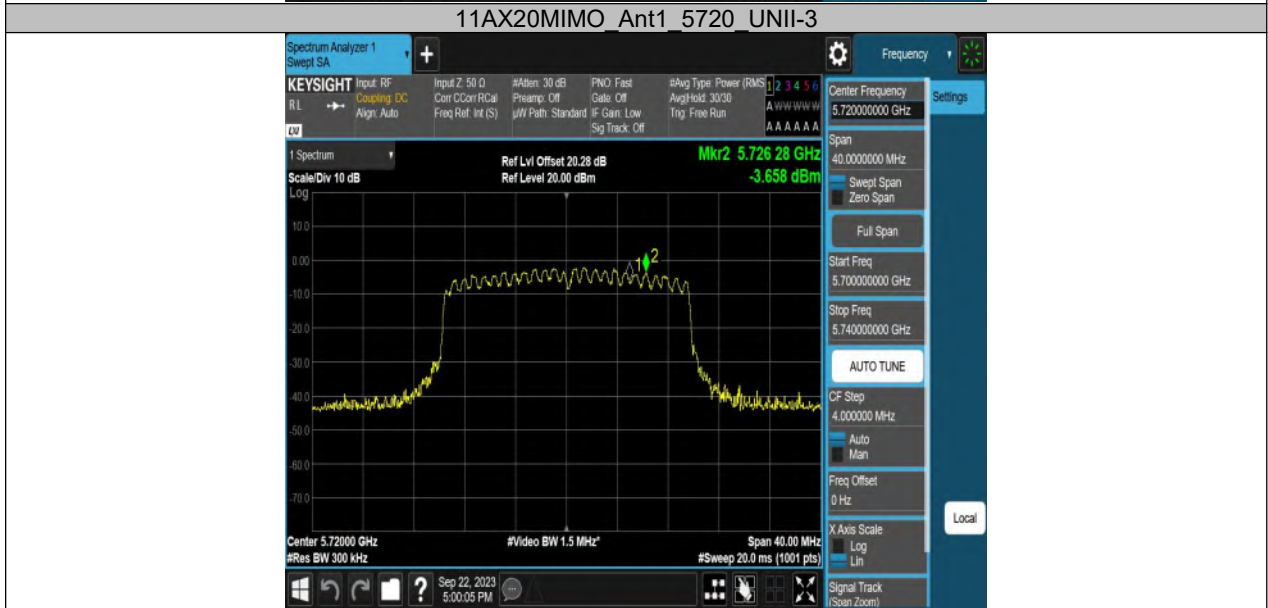 11AX20MIMO_Ant1_5720_UNII-3
Spectrum Analyzer 1
Swept SA
+
Frequency
KEYSIGHT
RL
LXI
Input: RF
Coupling: DC
Align: Auto
Input Z: 50 Ω
Corr CCorr RCal
Freq Ref: Int (S)
#Atten: 30 dB
Preamp: Off
µW Path: Standard
PNO: Fast
Gate: Off
IF Gain: Low
Sig Track: Off
#Avg Type: Power (RMS
Avg|Hold: 30/30
Trig: Free Run
1 2 3 4 5 6
A W W W W W
A A A A A A
1 Spectrum
Scale/Div 10 dB
Ref Lvl Offset 20.28 dB
Ref Level 20.00 dBm
Mkr2 5.726 28 GHz
-3.658 dBm
Log
10.0
0.00
-10.0
-20.0
-30.0
-40.0
-50.0
-60.0
-70.0
1
2
Center 5.72000 GHz
#Res BW 300 kHz
#Video BW 1.5 MHz*
Span 40.00 MHz
#Sweep 20.0 ms (1001 pts)
Center Frequency
5.720000000 GHz
Settings
Span
40.0000000 MHz
Swept Span
Zero Span
Full Span
Start Freq
5.700000000 GHz
Stop Freq
5.740000000 GHz
AUTO TUNE
CF Step
4.000000 MHz
Auto
Man
Freq Offset
0 Hz
X Axis Scale
Log
Lin
Signal Track
(Span Zoom)
Local
?
Sep 22, 2023
5:00:05 PM